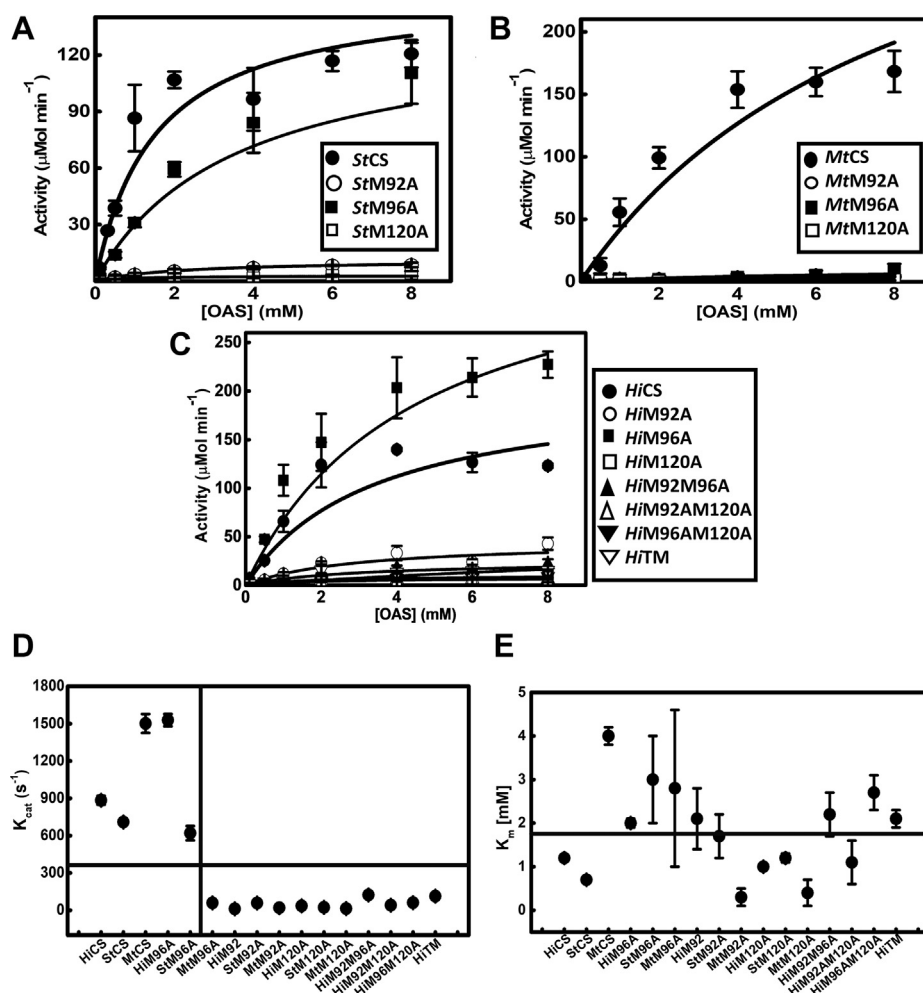 A
Activity (µMol min⁻¹)
120
90
60
30
0
2
4
6
8
[OAS] (mM)
StCS
StM92A
StM96A
StM120A
B
Activity (µMol min⁻¹)
200
150
100
50
0
0
2
4
6
8
[OAS] (mM)
MtCS
MtM92A
MtM96A
MtM120A
C
Activity (µMol min⁻¹)
250
200
150
100
50
0
0
2
4
6
8
[OAS] (mM)
HiCS
HiM92A
HiM96A
HiM120A
HiM92M96A
HiM92AM120A
HiM96AM120A
HiTM
D
Kcat (s⁻¹)
1800
1500
1200
900
600
300
0
HiCS
StCS
MtCS
HiM96A
StM96A
MtM96A
HiM92
StM92A
MtM92A
HiM120A
StM120A
MtM120A
HiM92M96A
HiM92M120A
HiM96M120A
HiTM
E
Km [mM]
5
4
3
2
1
0
HiCS
StCS
MtCS
HiM96A
StM96A
MtM96A
HiM92
StM92A
MtM92A
HiM120A
StM120A
MtM120A
HiM92M96A
HiM92AM120A
HiM96AM120A
HiTM